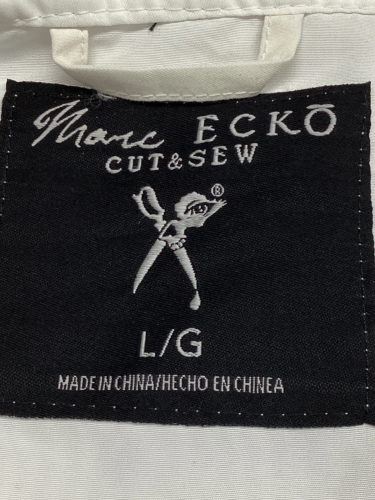 Marc ECKŌ
CUT & SEW
®
L/G
MADE IN CHINA/HECHO EN CHINEA